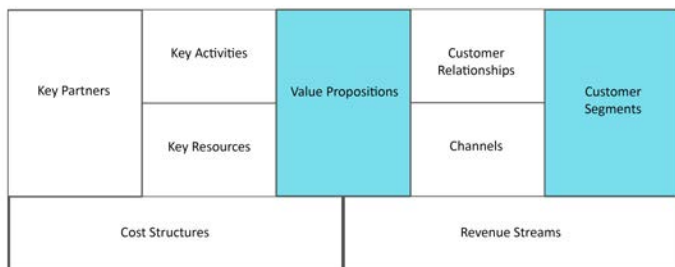 Key Partners
Key Activities
Key Resources
Value Propositions
Customer
Relationships
Channels
Customer
Segments
Cost Structures
Revenue Streams